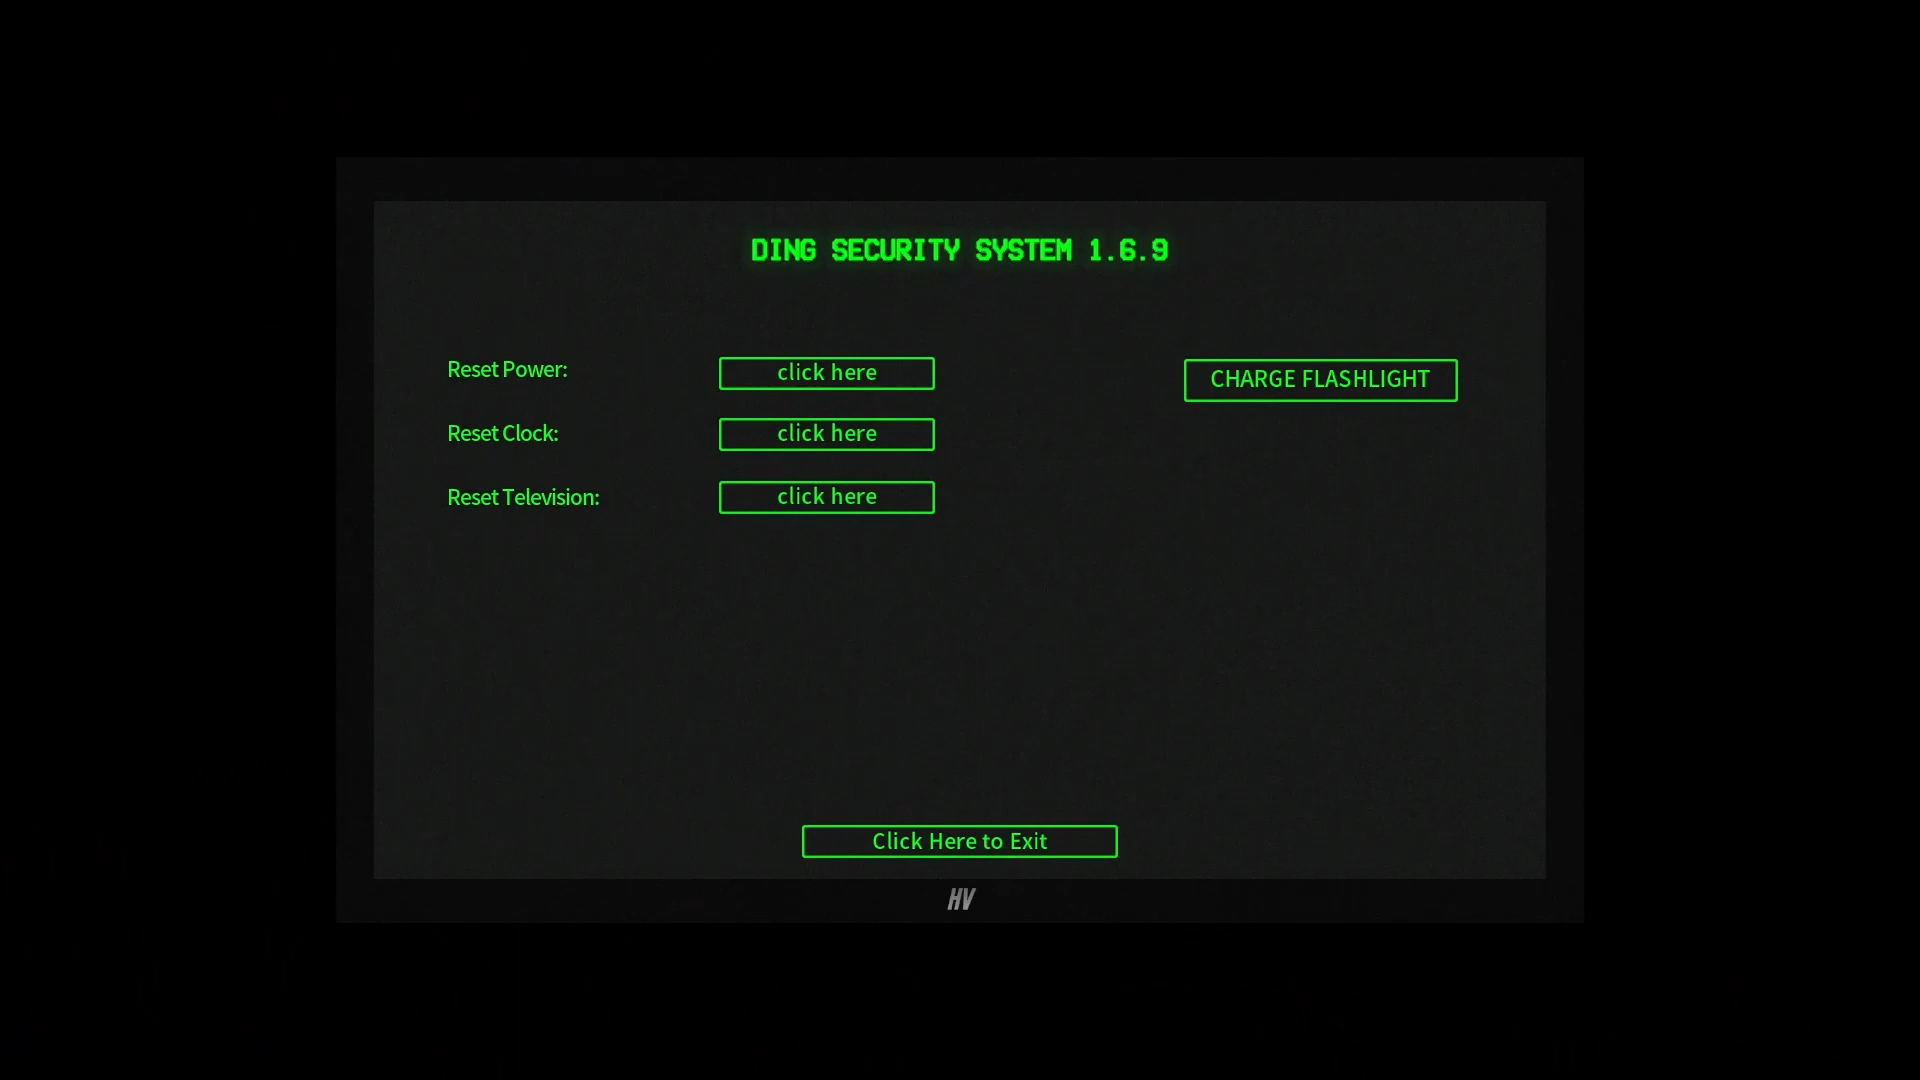 DING SECURITY SYSTEM 1.6.9
Reset Power: click here
CHARGE FLASHLIGHT
Reset Clock: click here
Reset Television: click here
Click Here to Exit
HV